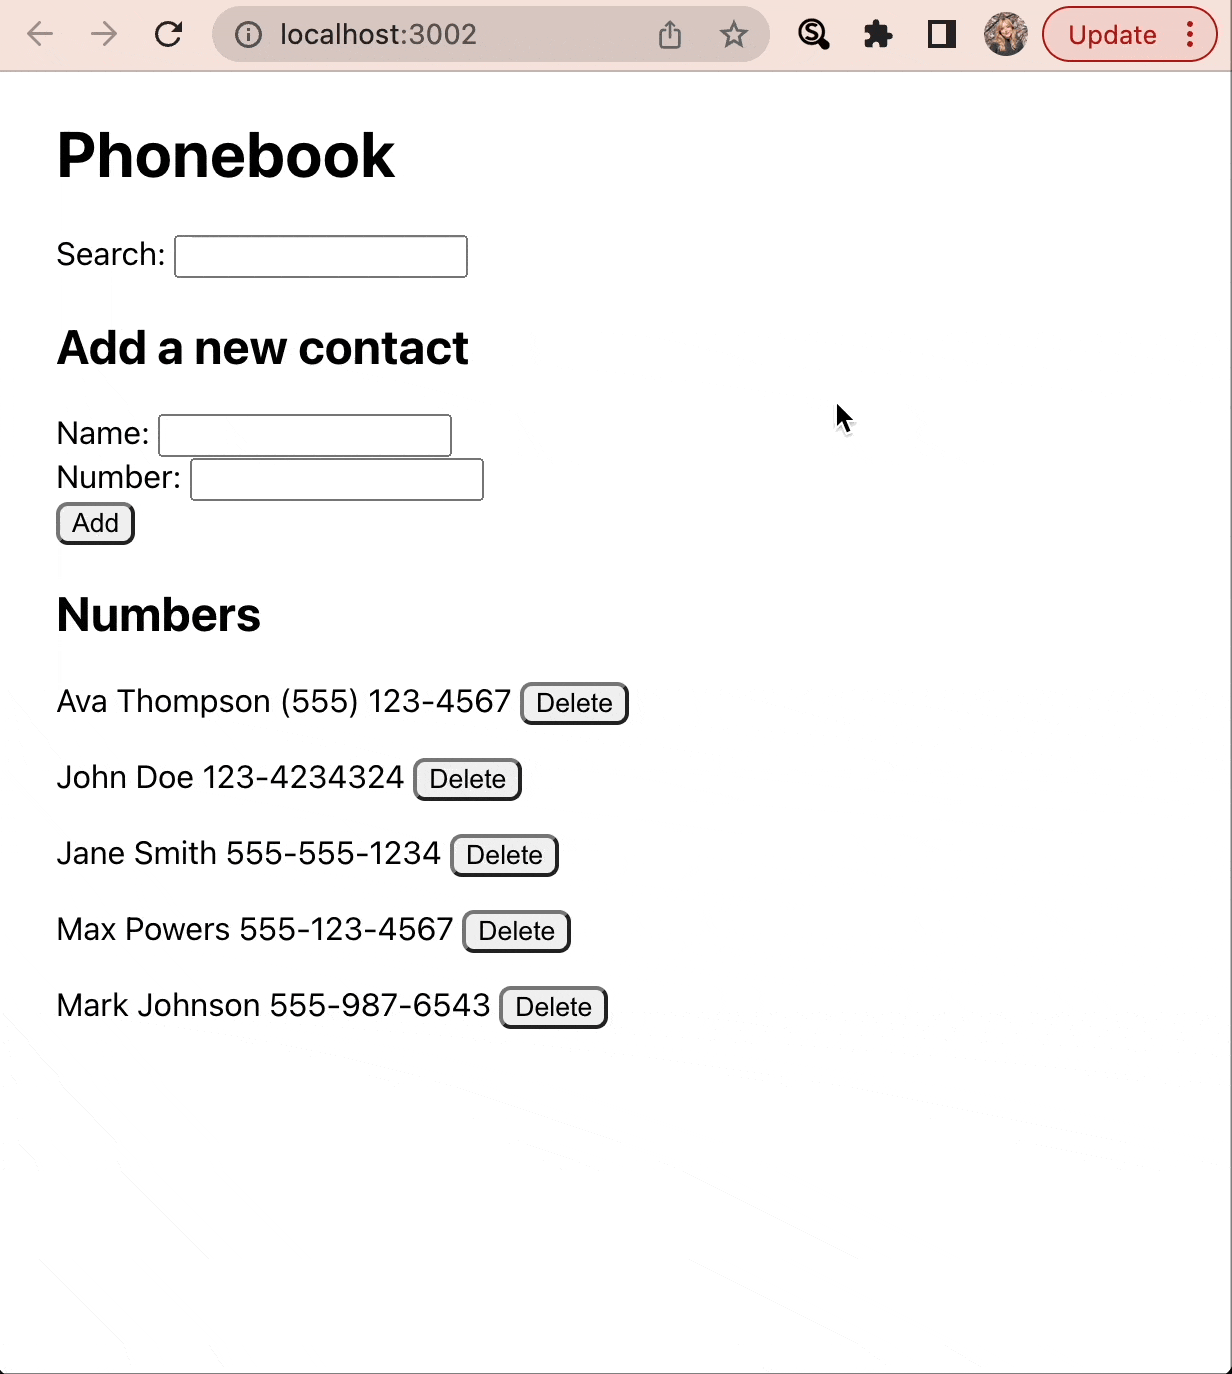 localhost:3002
Update
Phonebook
Search:
Add a new contact
Name:
Number:
Add
Numbers
Ava Thompson (555) 123-4567 Delete
John Doe 123-4234324 Delete
Jane Smith 555-555-1234 Delete
Max Powers 555-123-4567 Delete
Mark Johnson 555-987-6543 Delete